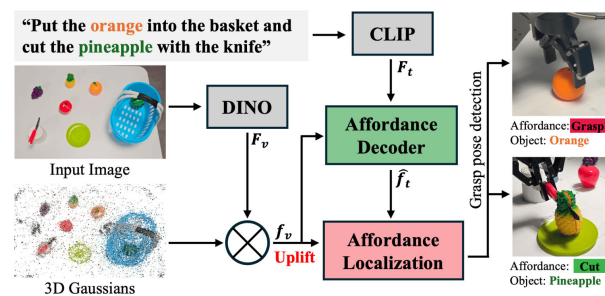 “Put the orange into the basket and
cut the pineapple with the knife”
CLIP
F_t
DINO
Input Image
F_v
Affordance
Decoder
f̂_t
3D Gaussians
f_v
Uplift
Affordance
Localization
Grasp pose detection
Affordance: Grasp
Object: Orange
Affordance: Cut
Object: Pineapple